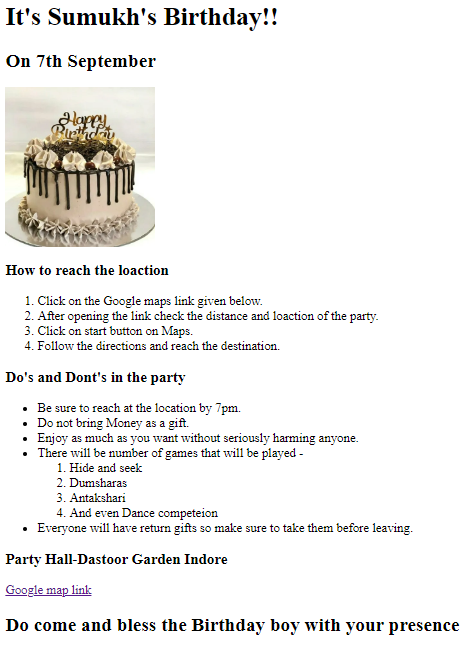 It's Sumukh's Birthday!!
On 7th September
Happy
Birthday
How to reach the loaction
1. Click on the Google maps link given below.
2. After opening the link check the distance and loaction of the party.
3. Click on start button on Maps.
4. Follow the directions and reach the destination.
Do's and Dont's in the party
• Be sure to reach at the location by 7pm.
• Do not bring Money as a gift.
• Enjoy as much as you want without seriously harming anyone.
• There will be number of games that will be played -
1. Hide and seek
2. Dumsharas
3. Antakshari
4. And even Dance competeion
• Everyone will have return gifts so make sure to take them before leaving.
Party Hall-Dastoor Garden Indore
Google map link
Do come and bless the Birthday boy with your presence